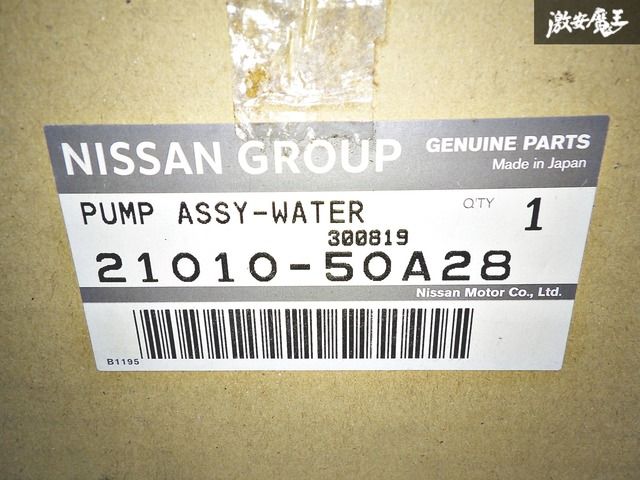 激安魔王
NISSAN GROUP
GENUINE PARTS
Made in Japan
PUMP ASSY-WATER
Q'TY 1
300819
21010-50A28
Nissan Motor Co., Ltd.
B1195